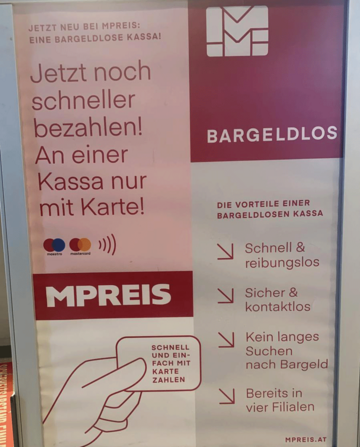 JETZT NEU BEI MPREIS:
EINE BARGELDLOSE KASSA!
Jetzt noch
schneller
bezahlen!
An einer
Kassa nur
mit Karte!
maestro
mastercard
MPREIS
SCHNELL
UND EIN-
FACH MIT
KARTE
ZAHLEN
M
BARGELDLOS
DIE VORTEILE EINER
BARGELDLOSEN KASSA
Schnell &
reibungslos
Sicher &
kontaktlos
Kein langes
Suchen
nach Bargeld
Bereits in
vier Filialen
MPREIS.AT